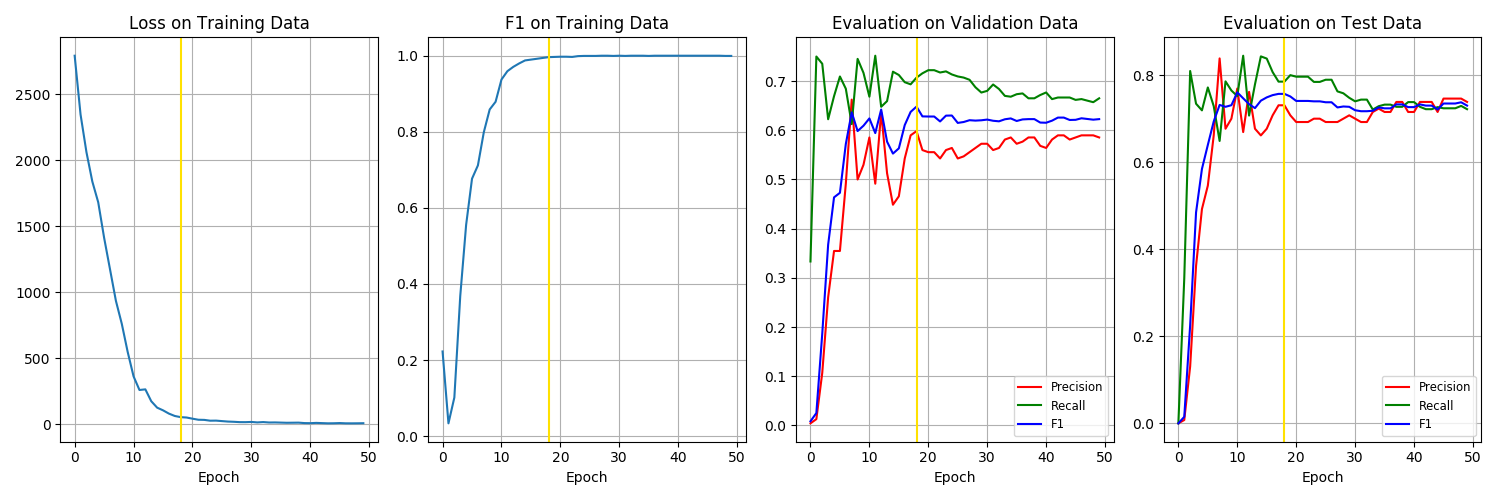 Loss on Training Data
2500
2000
1500
1000
500
0
0 10 20 30 40 50
Epoch
F1 on Training Data
1.0
0.8
0.6
0.4
0.2
0.0
0 10 20 30 40 50
Epoch
Evaluation on Validation Data
0.7
0.6
0.5
0.4
0.3
0.2
0.1
0.0
Precision
Recall
F1
0 10 20 30 40 50
Epoch
Evaluation on Test Data
0.8
0.6
0.4
0.2
0.0
Precision
Recall
F1
0 10 20 30 40 50
Epoch